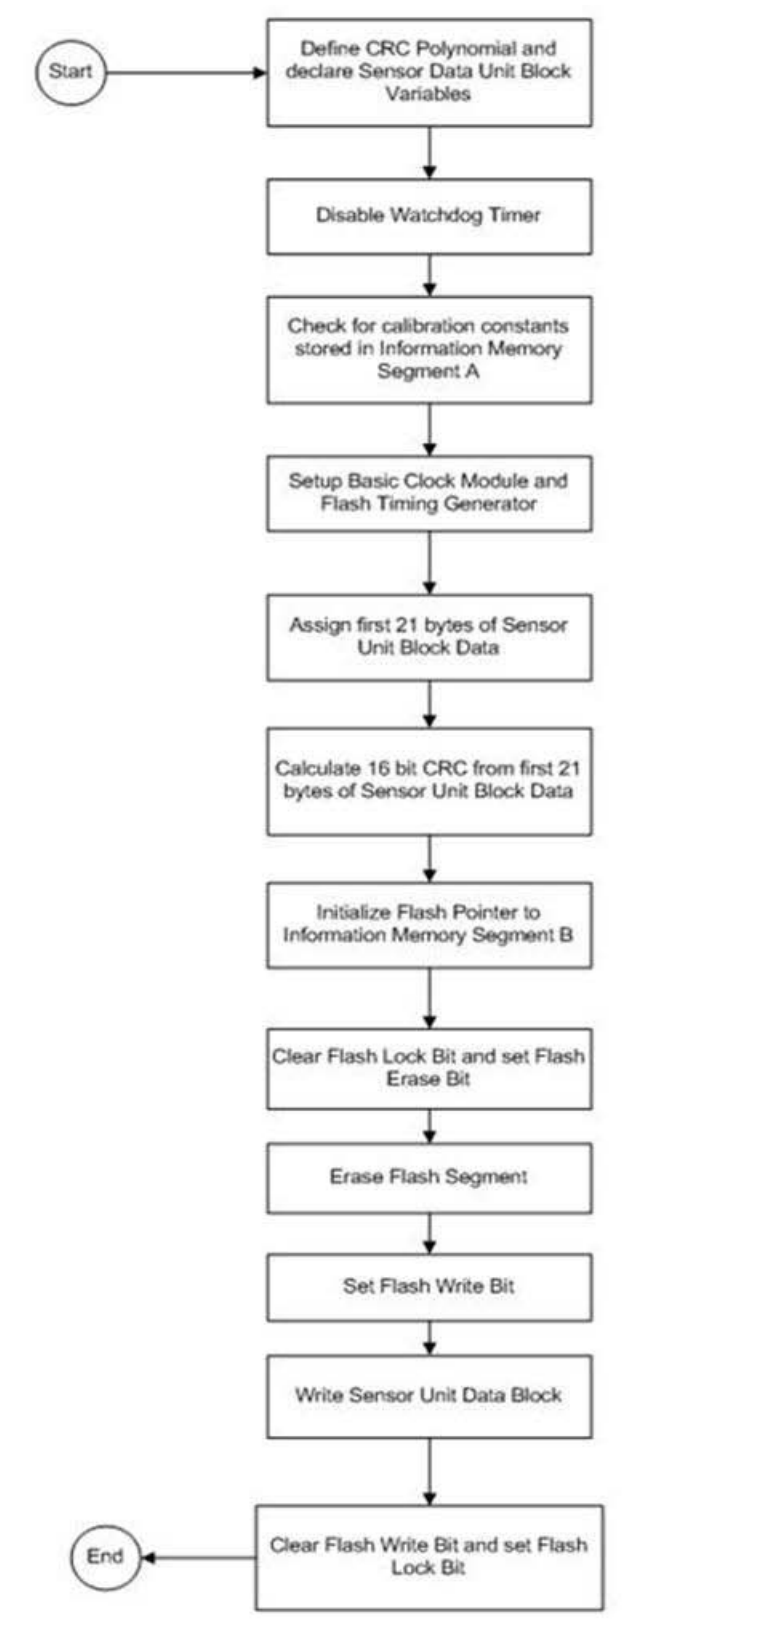 Start
Define CRC Polynomial and
declare Sensor Data Unit Block
Variables
Disable Watchdog Timer
Check for calibration constants
stored in Information Memory
Segment A
Setup Basic Clock Module and
Flash Timing Generator
Assign first 21 bytes of Sensor
Unit Block Data
Calculate 16 bit CRC from first 21
bytes of Sensor Unit Block Data
Initialize Flash Pointer to
Information Memory Segment B
Clear Flash Lock Bit and set Flash
Erase Bit
Erase Flash Segment
Set Flash Write Bit
Write Sensor Unit Data Block
Clear Flash Write Bit and set Flash
Lock Bit
End